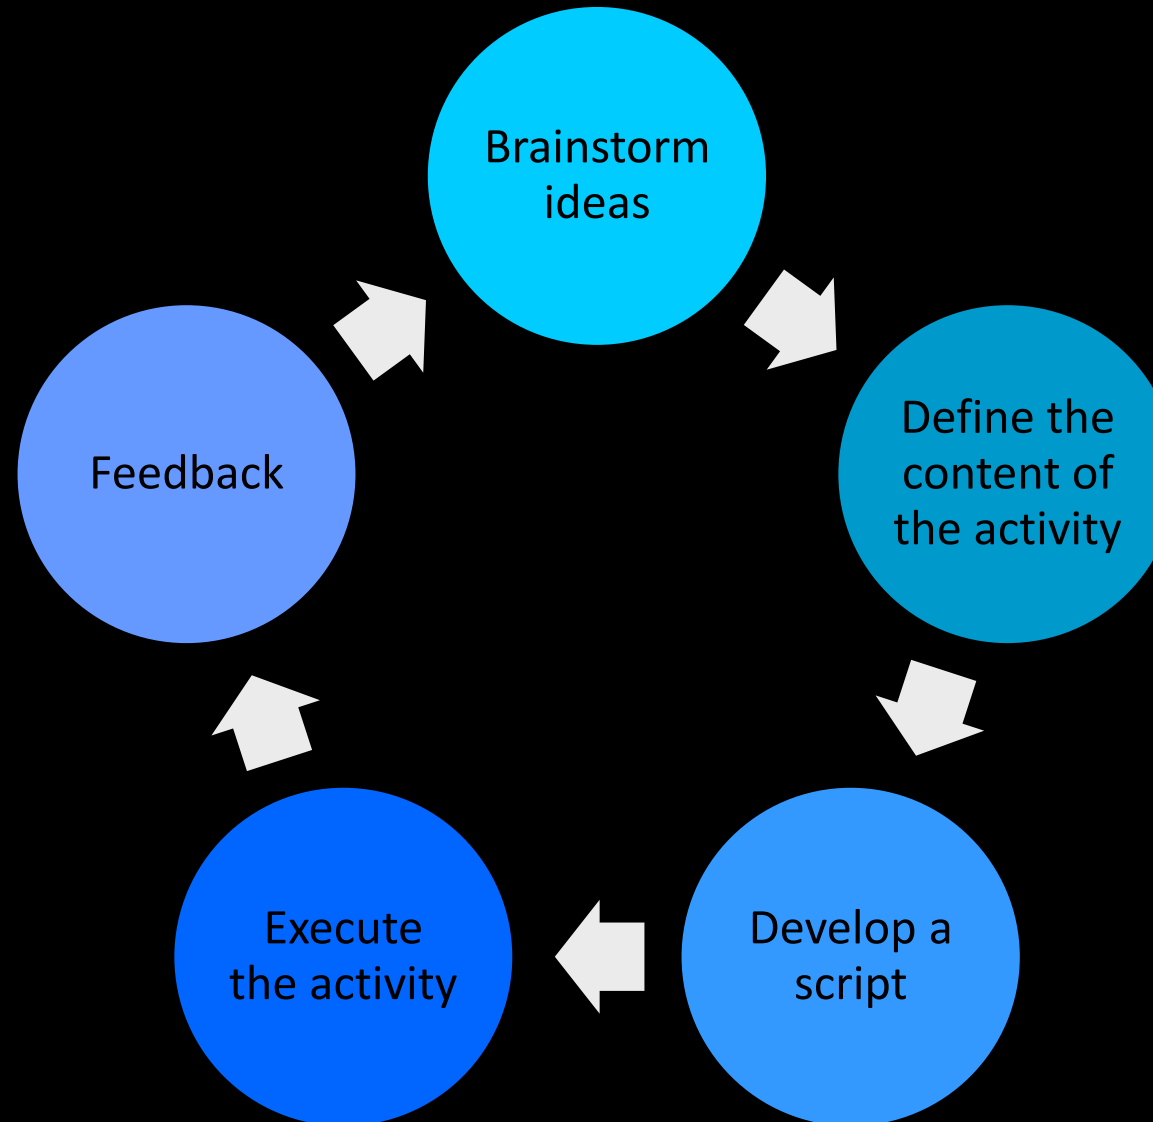 Brainstorm
ideas
Define the
content of
the activity
Develop a
script
Execute
the activity
Feedback